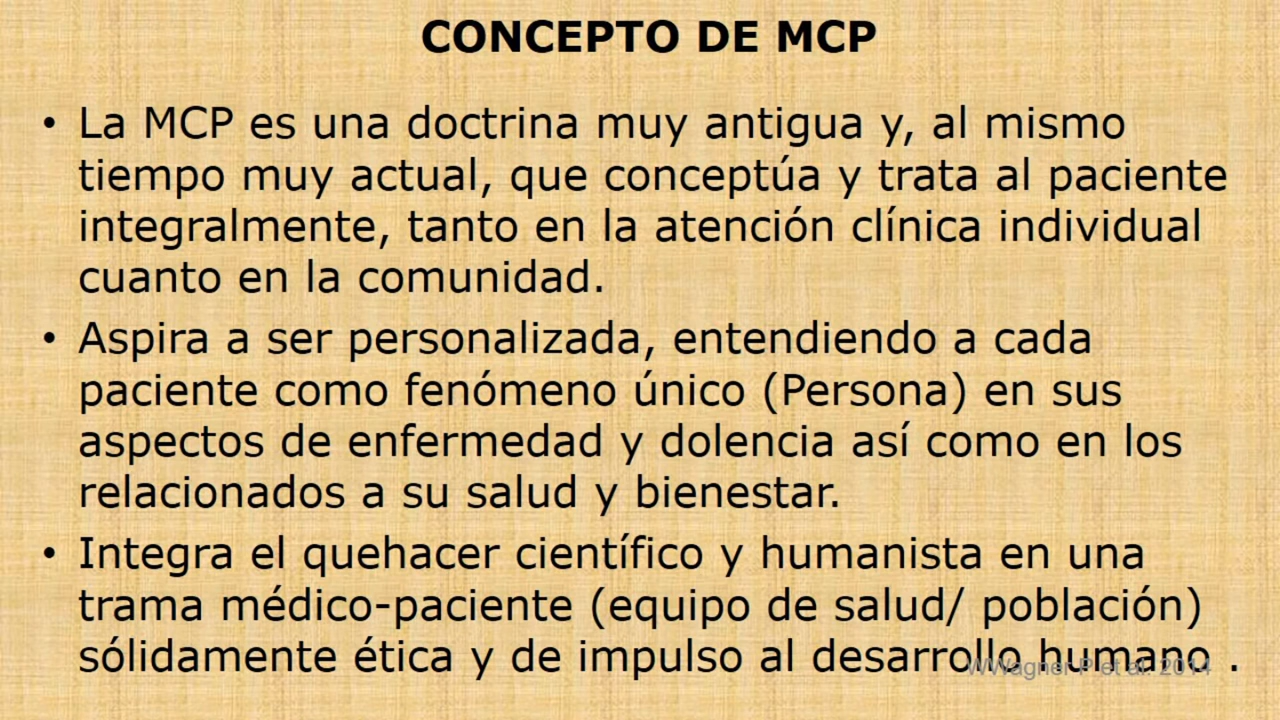 CONCEPTO DE MCP
• La MCP es una doctrina muy antigua y, al mismo
tiempo muy actual, que conceptúa y trata al paciente
integralmente, tanto en la atención clínica individual
cuanto en la comunidad.
• Aspira a ser personalizada, entendiendo a cada
paciente como fenómeno único (Persona) en sus
aspectos de enfermedad y dolencia así como en los
relacionados a su salud y bienestar.
• Integra el quehacer científico y humanista en una
trama médico-paciente (equipo de salud/ población)
sólidamente ética y de impulso al desarrollo humano .
WWagner P et al. 2014